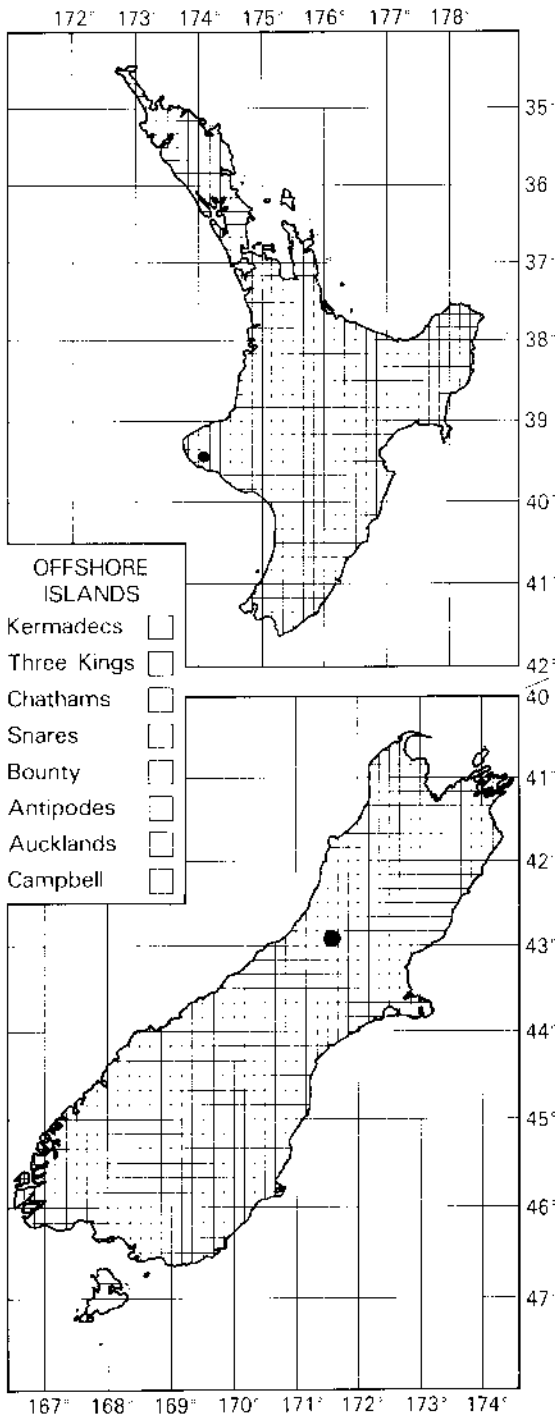 172° 173° 174° 175° 176° 177° 178°
35°
36
37°
38°
39
40°
41°
42°
OFFSHORE
ISLANDS
Kermadecs
Three Kings
Chathams
Snares
Bounty
Antipodes
Aucklands
Campbell
40
41°
42°
43°
44°
45°
46°
47°
167° 168° 169° 170° 171° 172° 173° 174°